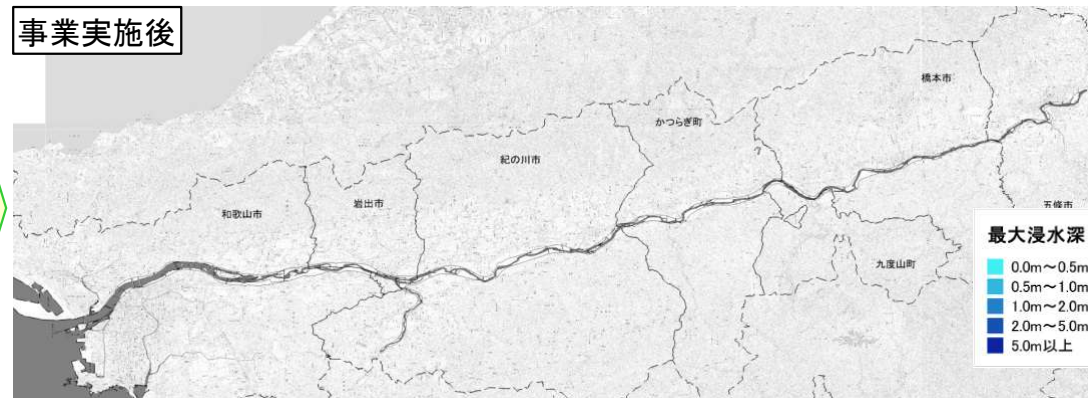 事業実施後
橋本市
かつらぎ町
紀の川市
岩出市
和歌山市
五條市
九度山町
最大浸水深
0.0m～0.5m
0.5m～1.0m
1.0m～2.0m
2.0m～5.0m
5.0m以上